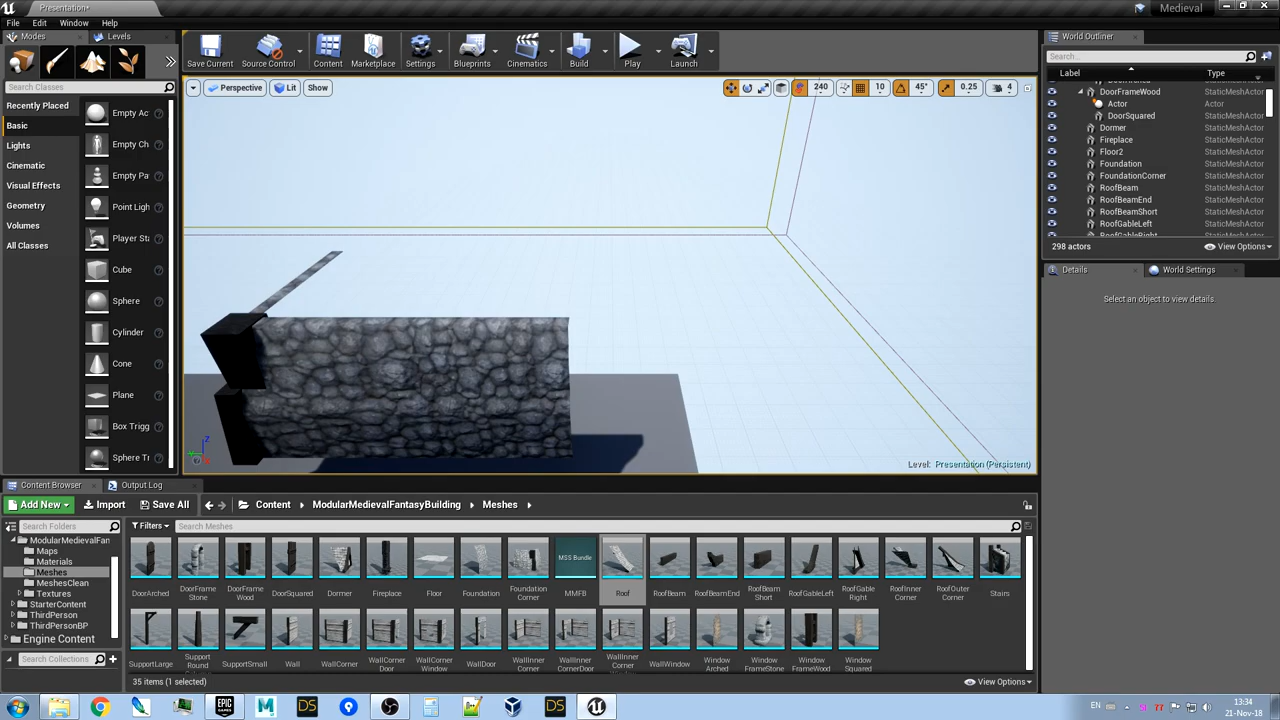 Presentation*
Medieval
File Edit Window Help
Modes Levels
Search Classes
Recently Placed
Basic
Lights
Cinematic
Visual Effects
Geometry
Volumes
All Classes
Empty Ac
Empty Ch
Empty Pa
Point Ligh
Player Sta
Cube
Sphere
Cylinder
Cone
Plane
Box Trigg
Sphere Tr
Save Current Source Control Content Marketplace Settings Blueprints Cinematics Build Play Launch
Perspective Lit Show
240 10 45° 0.25 4
Level: Presentation (Persistent)
World Outliner
Search...
Label Type
DoorFrameWood StaticMeshActor
Actor Actor
DoorSquared StaticMeshActor
Dormer StaticMeshActor
Fireplace StaticMeshActor
Floor2 StaticMeshActor
Foundation StaticMeshActor
FoundationCorner StaticMeshActor
RoofBeam StaticMeshActor
RoofBeamEnd StaticMeshActor
RoofBeamShort StaticMeshActor
RoofGableLeft StaticMeshActor
RoofGableRight StaticMeshActor
298 actors View Options
Details World Settings
Select an object to view details.
Content Browser Output Log
Add New Import Save All Content ModularMedievalFantasyBuilding Meshes
Search Folders
Filters Search Meshes
ModularMedievalFan
Maps
Materials
Meshes
MeshesClean
Textures
StarterContent
ThirdPerson
ThirdPersonBP
Engine Content
Search Collections
MSS Bundle
DoorArched DoorFrame Stone DoorFrame Wood DoorSquared Dormer Fireplace Floor Foundation Foundation Corner MMFB Roof RoofBeam RoofBeamEnd RoofBeam Short RoofGableLeft RoofGable Right RoofInner Corner RoofOuter Corner Stairs
SupportLarge Support Round SupportSmall Wall WallCorner WallCorner Door WallCorner Window WallDoor WallInner Corner WallInner CornerDoor WallInner Corner Window WallWindow Window Arched Window FrameStone Window FrameWood Window Squared
35 items (1 selected) View Options
EN
13:34
21-Nov-18